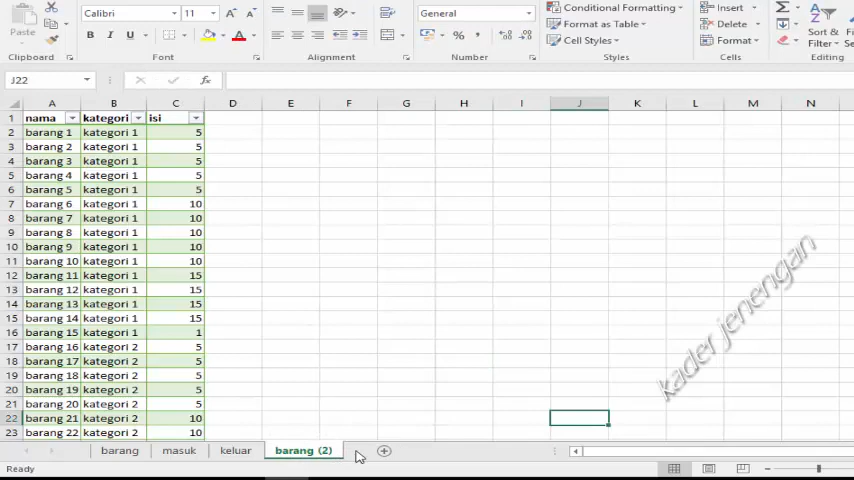 Calibri 11 General Conditional Formatting Insert
Paste B I U A % Format as Table Delete Sort &
Cell Styles Format Filter
Clipboard Font Alignment Number Styles Cells
J22 fx
A B C D E F G H I J K L M N
1 nama kategori isi
2 barang 1 kategori 1 5
3 barang 2 kategori 1 5
4 barang 3 kategori 1 5
5 barang 4 kategori 1 5
6 barang 5 kategori 1 5
7 barang 6 kategori 1 10
8 barang 7 kategori 1 10
9 barang 8 kategori 1 10
10 barang 9 kategori 1 10
11 barang 10 kategori 1 10
12 barang 11 kategori 1 15
13 barang 12 kategori 1 15
14 barang 13 kategori 1 15
15 barang 14 kategori 1 15
16 barang 15 kategori 1 1
17 barang 16 kategori 2 5
18 barang 17 kategori 2 5
19 barang 18 kategori 2 5
20 barang 19 kategori 2 5
21 barang 20 kategori 2 5
22 barang 21 kategori 2 10
23 barang 22 kategori 2 10
kader jenengan
barang masuk keluar barang (2)
Ready